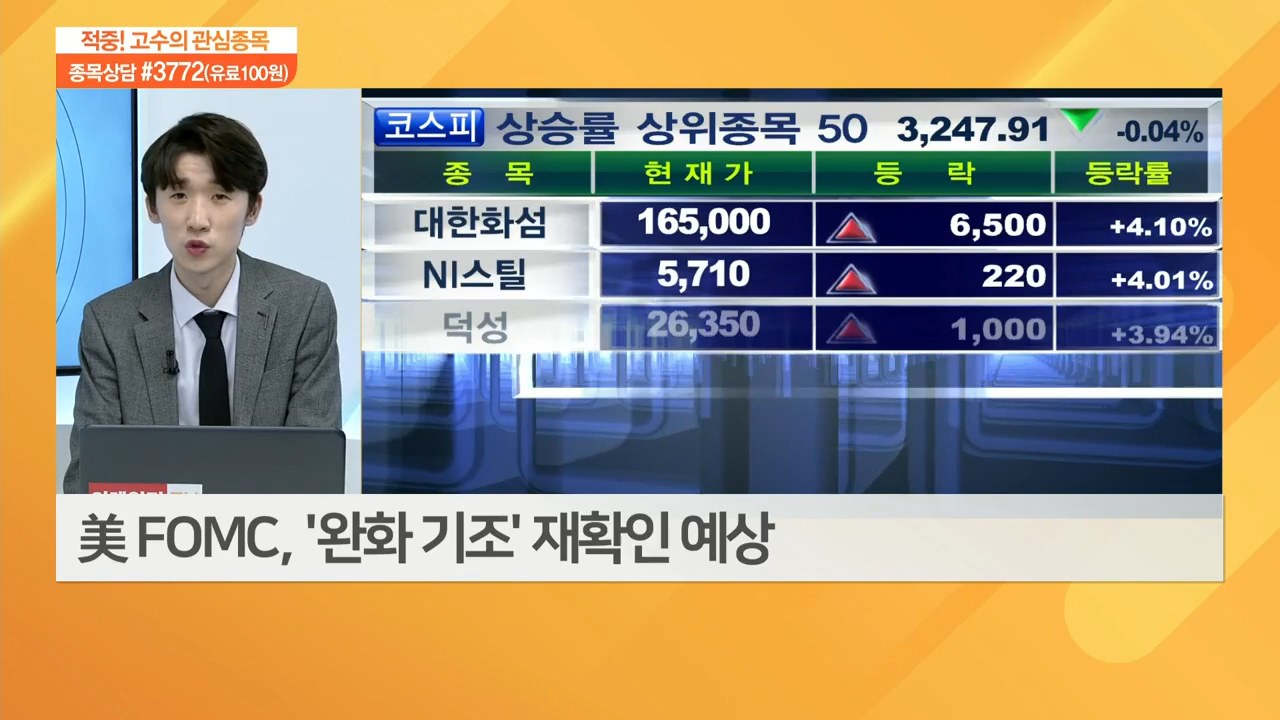 적중! 고수의 관심종목
종목상담 #3772(유료100원)
코스피 상승률 상위종목 50 3,247.91 -0.04%
종 목 현 재 가 등 락 등락률
대한화섬 165,000 6,500 +4.10%
NI스틸 5,710 220 +4.01%
덕성 26,350 1,000 +3.94%
美 FOMC, '완화 기조' 재확인 예상